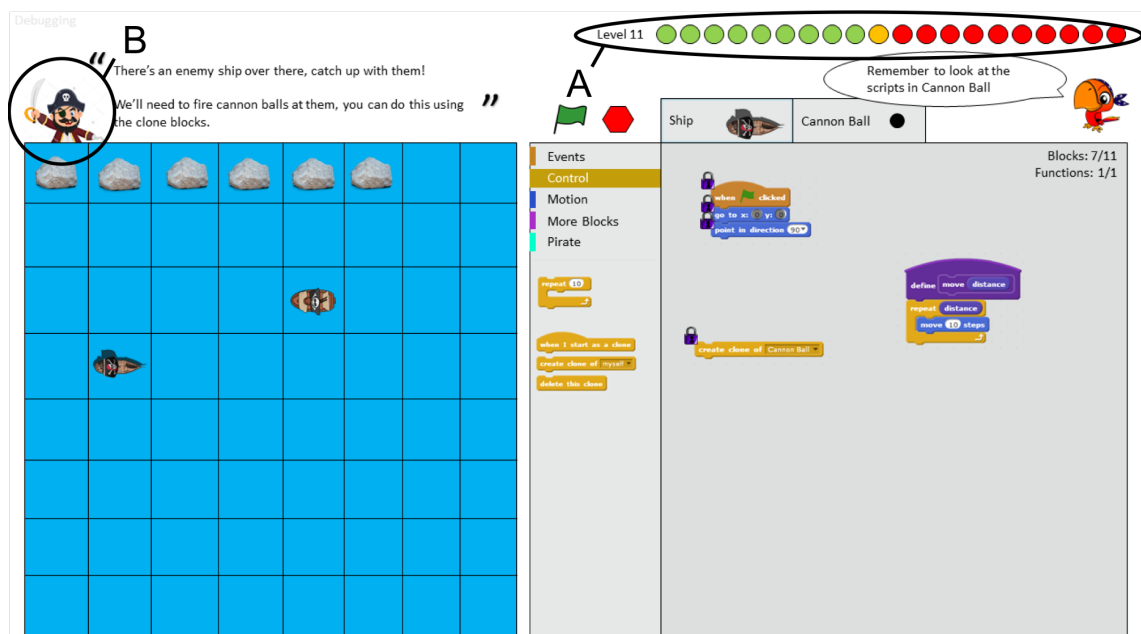 Debugging
B
“
There's an enemy ship over there, catch up with them!
We'll need to fire cannon balls at them, you can do this using
the clone blocks.
”
Level 11
A
Remember to look at the
scripts in Cannon Ball
Ship
Cannon Ball
Events
Control
Motion
More Blocks
Pirate
repeat 10
when I start as a clone
create clone of myself
delete this clone
Blocks: 7/11
Functions: 1/1
when clicked
go to x: 0 y: 0
point in direction 90
define move distance
repeat distance
move 10 steps
create clone of Cannon Ball